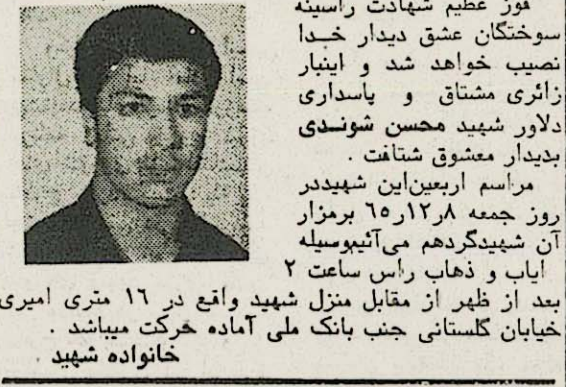 فوز عظیم شهادت راسینه
سوختگان عشق دیدار خدا
نصیب خواهد شد و اینبار
زائری مشتاق و پاسداری
دلاور شهید محسن شوندی
بدیدار معشوق شتافت .
مراسم اربعین‌این شهیددر
روز جمعه ۸ر۱۲ر۶۵ برمزار
آن شهیدگردهم می‌آئیم‌وسیله
ایاب و ذهاب راس ساعت ۲
بعد از ظهر از مقابل منزل شهید واقع در ۱۶ متری امیری
خیابان گلستانی جنب بانک ملی آماده حرکت میباشد .
خانواده شهید